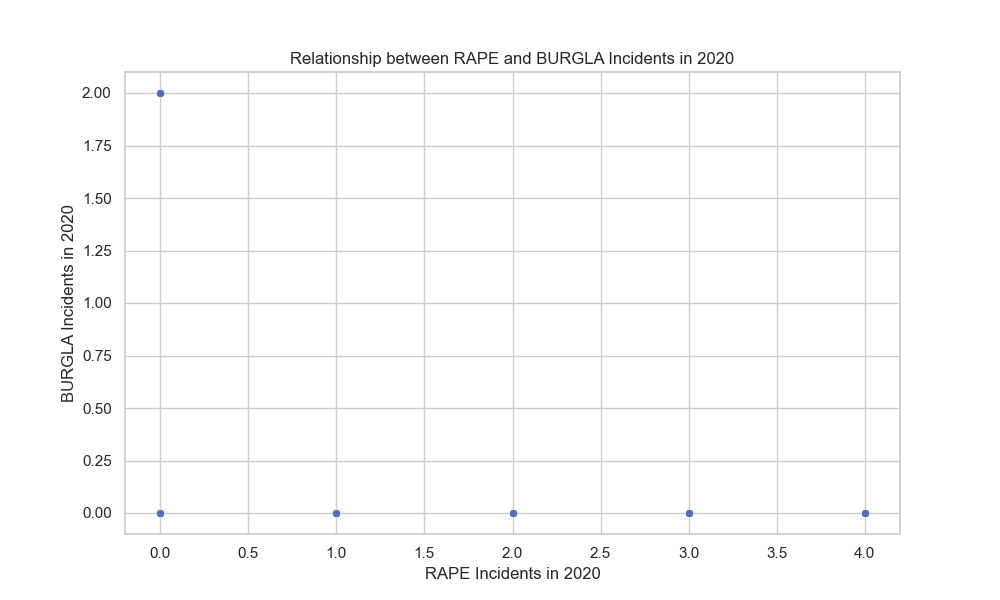 Relationship between RAPE and BURGLA Incidents in 2020
BURGLA Incidents in 2020
2.00
1.75
1.50
1.25
1.00
0.75
0.50
0.25
0.00
0.0 0.5 1.0 1.5 2.0 2.5 3.0 3.5 4.0
RAPE Incidents in 2020